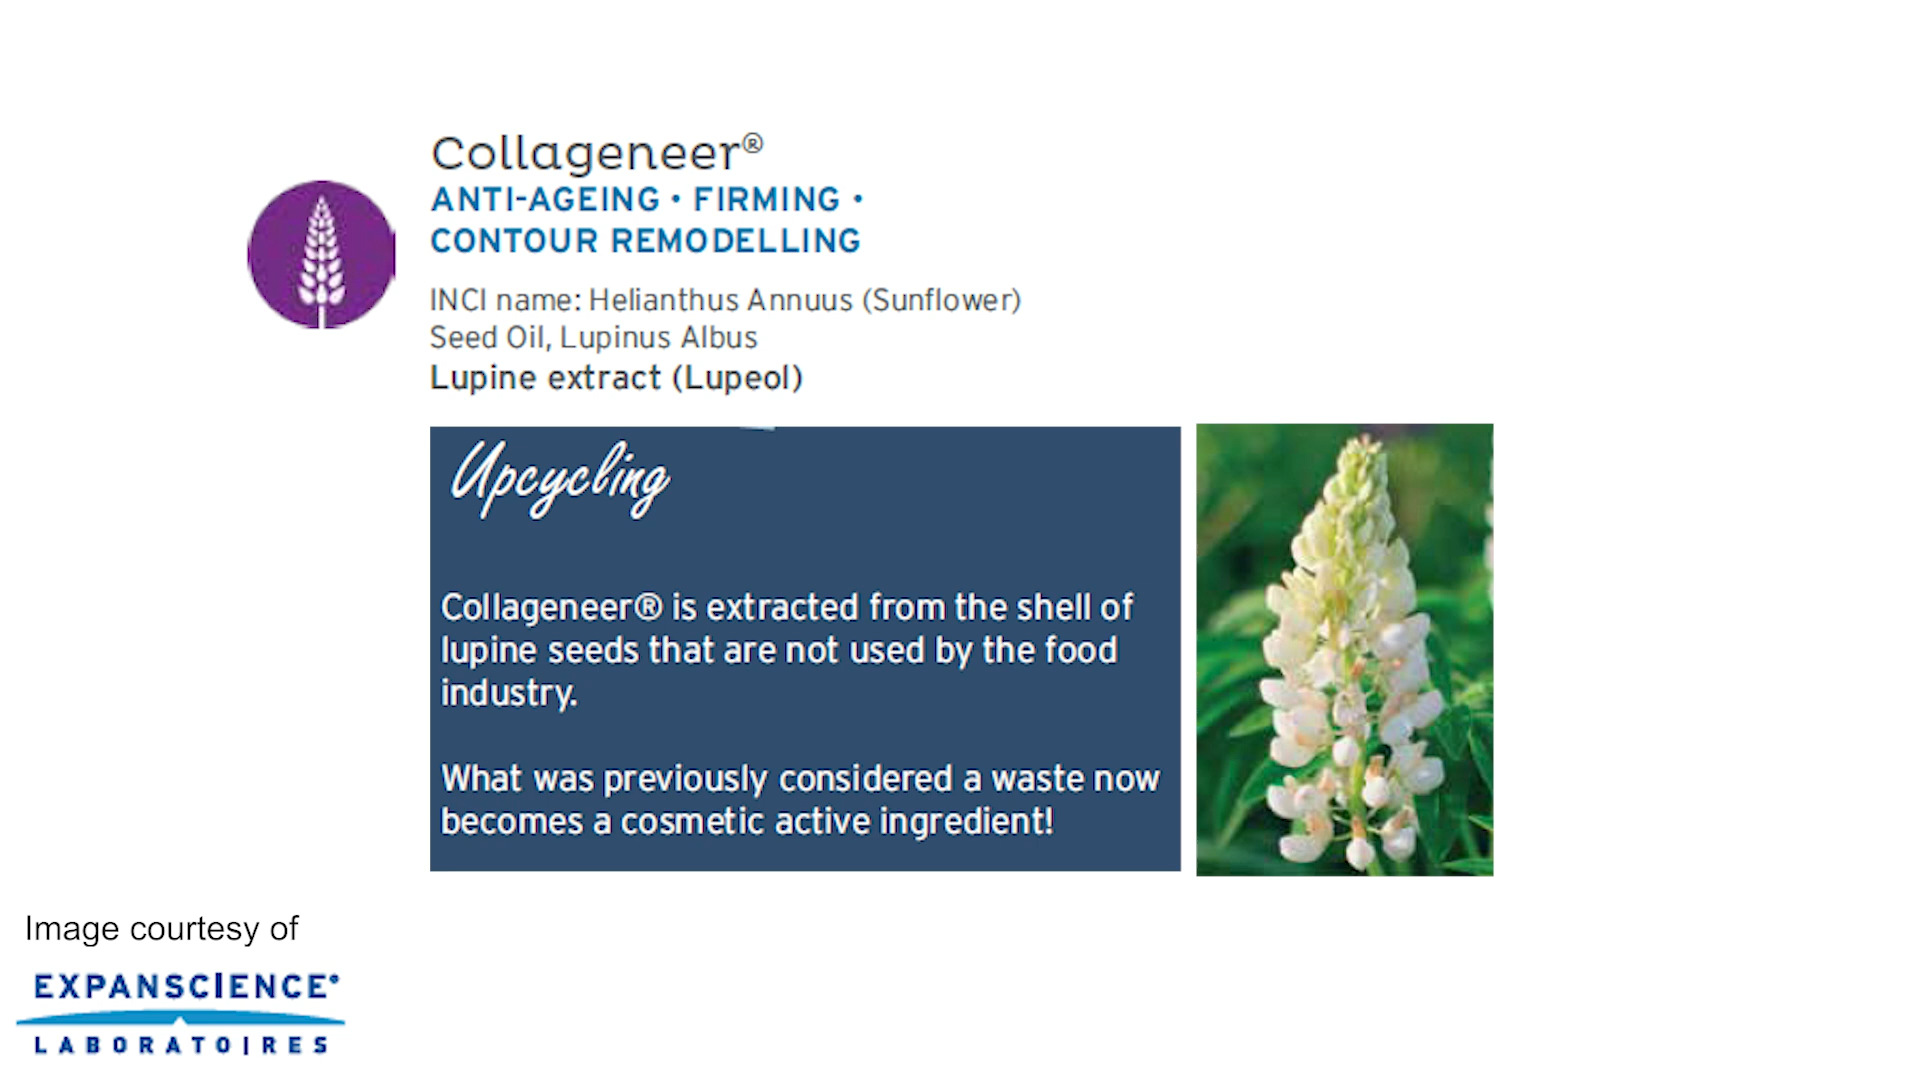 Collageneer®
ANTI-AGEING • FIRMING •
CONTOUR REMODELLING
INCI name: Helianthus Annuus (Sunflower)
Seed Oil, Lupinus Albus
Lupine extract (Lupeol)
Upcycling
Collageneer® is extracted from the shell of
lupine seeds that are not used by the food
industry.
What was previously considered a waste now
becomes a cosmetic active ingredient!
Image courtesy of
EXPANSCIENCE
LABORATOIRES